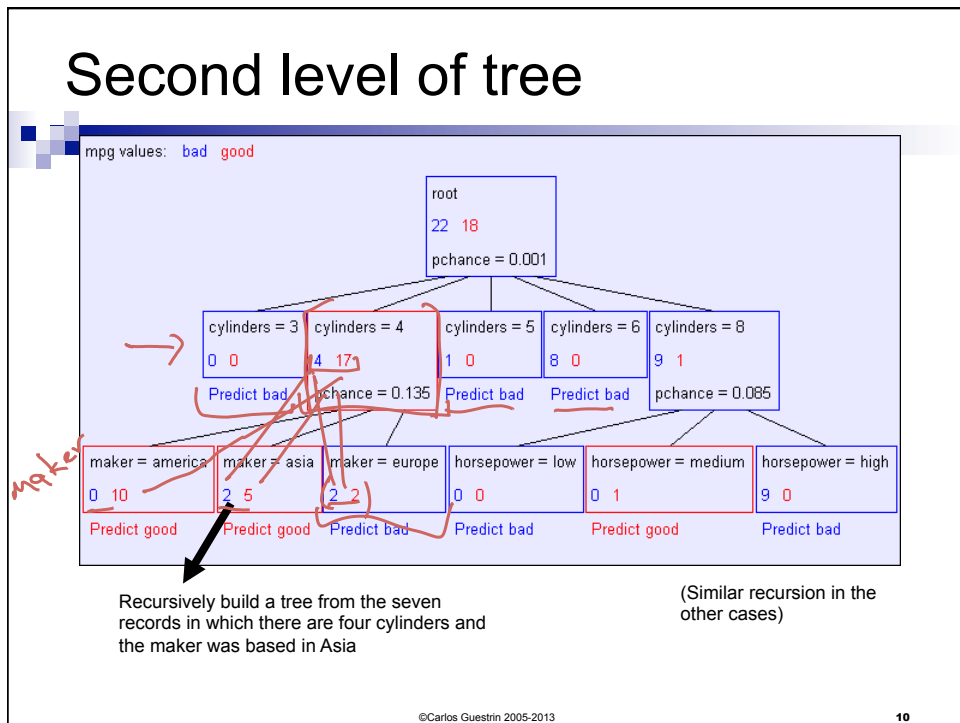 Second level of tree
mpg values: bad good
root
22 18
pchance = 0.001
cylinders = 3
0 0
Predict bad
cylinders = 4
4 17
pchance = 0.135
cylinders = 5
1 0
Predict bad
cylinders = 6
8 0
Predict bad
cylinders = 8
9 1
pchance = 0.085
maker
maker = america
0 10
Predict good
maker = asia
2 5
Predict good
maker = europe
2 2
Predict bad
horsepower = low
0 0
Predict bad
horsepower = medium
0 1
Predict good
horsepower = high
9 0
Predict bad
Recursively build a tree from the seven
records in which there are four cylinders and
the maker was based in Asia
(Similar recursion in the
other cases)
©Carlos Guestrin 2005-2013
10